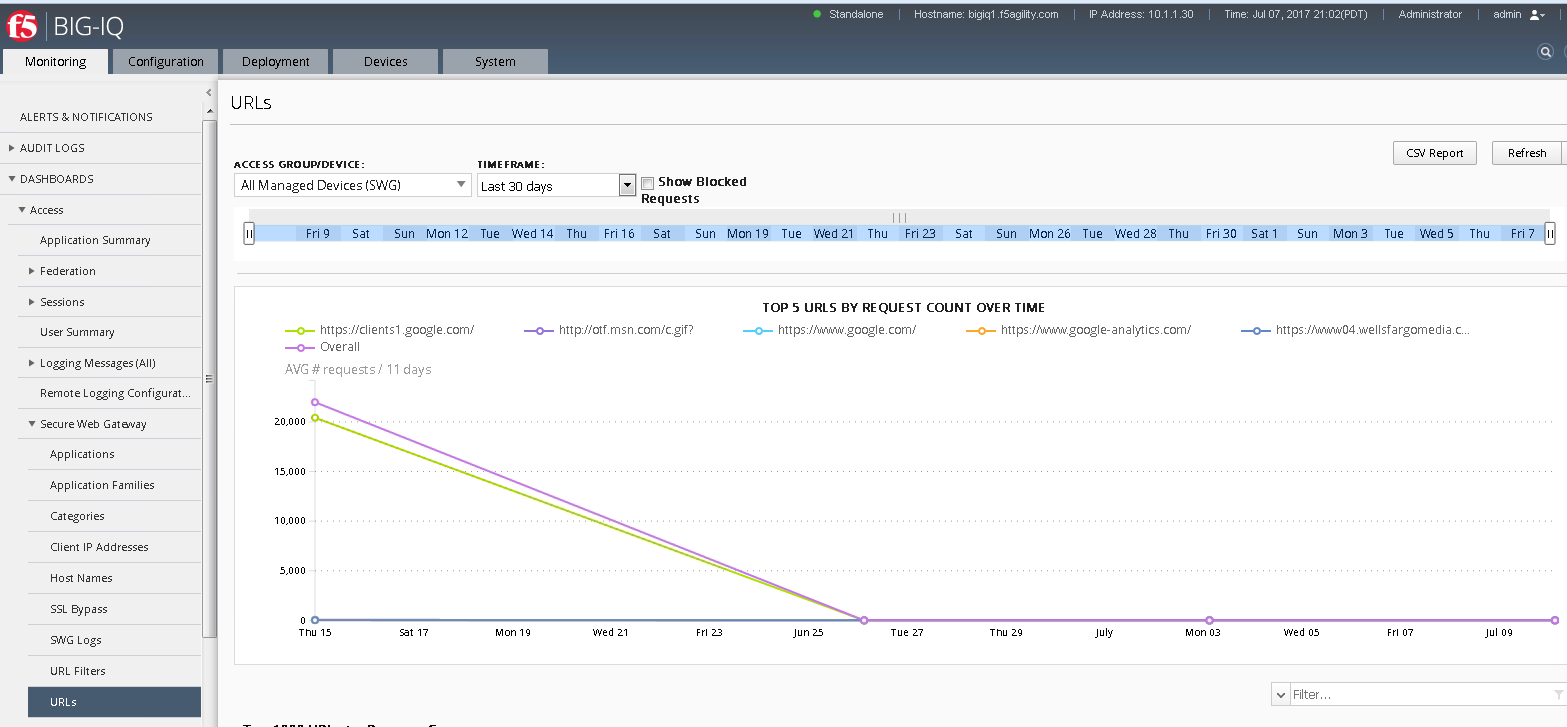 f5 BIG-IQ
Standalone Hostname: bigiq1.f5agility.com IP Address: 10.1.1.30 Time: Jul 07, 2017 21:02(PDT) Administrator admin
Monitoring Configuration Deployment Devices System
ALERTS & NOTIFICATIONS
AUDIT LOGS
DASHBOARDS
Access
Application Summary
Federation
Sessions
User Summary
Logging Messages (All)
Remote Logging Configurat...
Secure Web Gateway
Applications
Application Families
Categories
Client IP Addresses
Host Names
SSL Bypass
SWG Logs
URL Filters
URLs
URLs
CSV Report Refresh
ACCESS GROUP/DEVICE: TIMEFRAME:
All Managed Devices (SWG) Last 30 days Show Blocked
Requests
Fri 9 Sat Sun Mon 12 Tue Wed 14 Thu Fri 16 Sat Sun Mon 19 Tue Wed 21 Thu Fri 23 Sat Sun Mon 26 Tue Wed 28 Thu Fri 30 Sat 1 Sun Mon 3 Tue Wed 5 Thu Fri 7
TOP 5 URLS BY REQUEST COUNT OVER TIME
https://clients1.google.com/ http://otf.msn.com/c.gif? https://www.google.com/ https://www.google-analytics.com/ https://www04.wellsfargomedia.c...
Overall
AVG # requests / 11 days
20,000
15,000
10,000
5,000
0
Thu 15 Sat 17 Mon 19 Wed 21 Fri 23 Jun 25 Tue 27 Thu 29 July Mon 03 Wed 05 Fri 07 Jul 09
Filter...